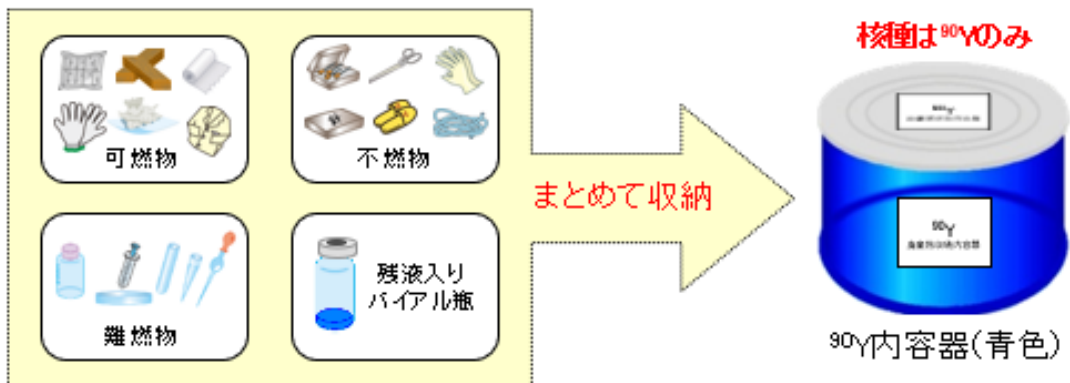 核種は⁹⁰Yのみ
可燃物
不燃物
まとめて収納
難燃物
残液入り
バイアル瓶
⁹⁰Y
⁹⁰Y内容器(青色)